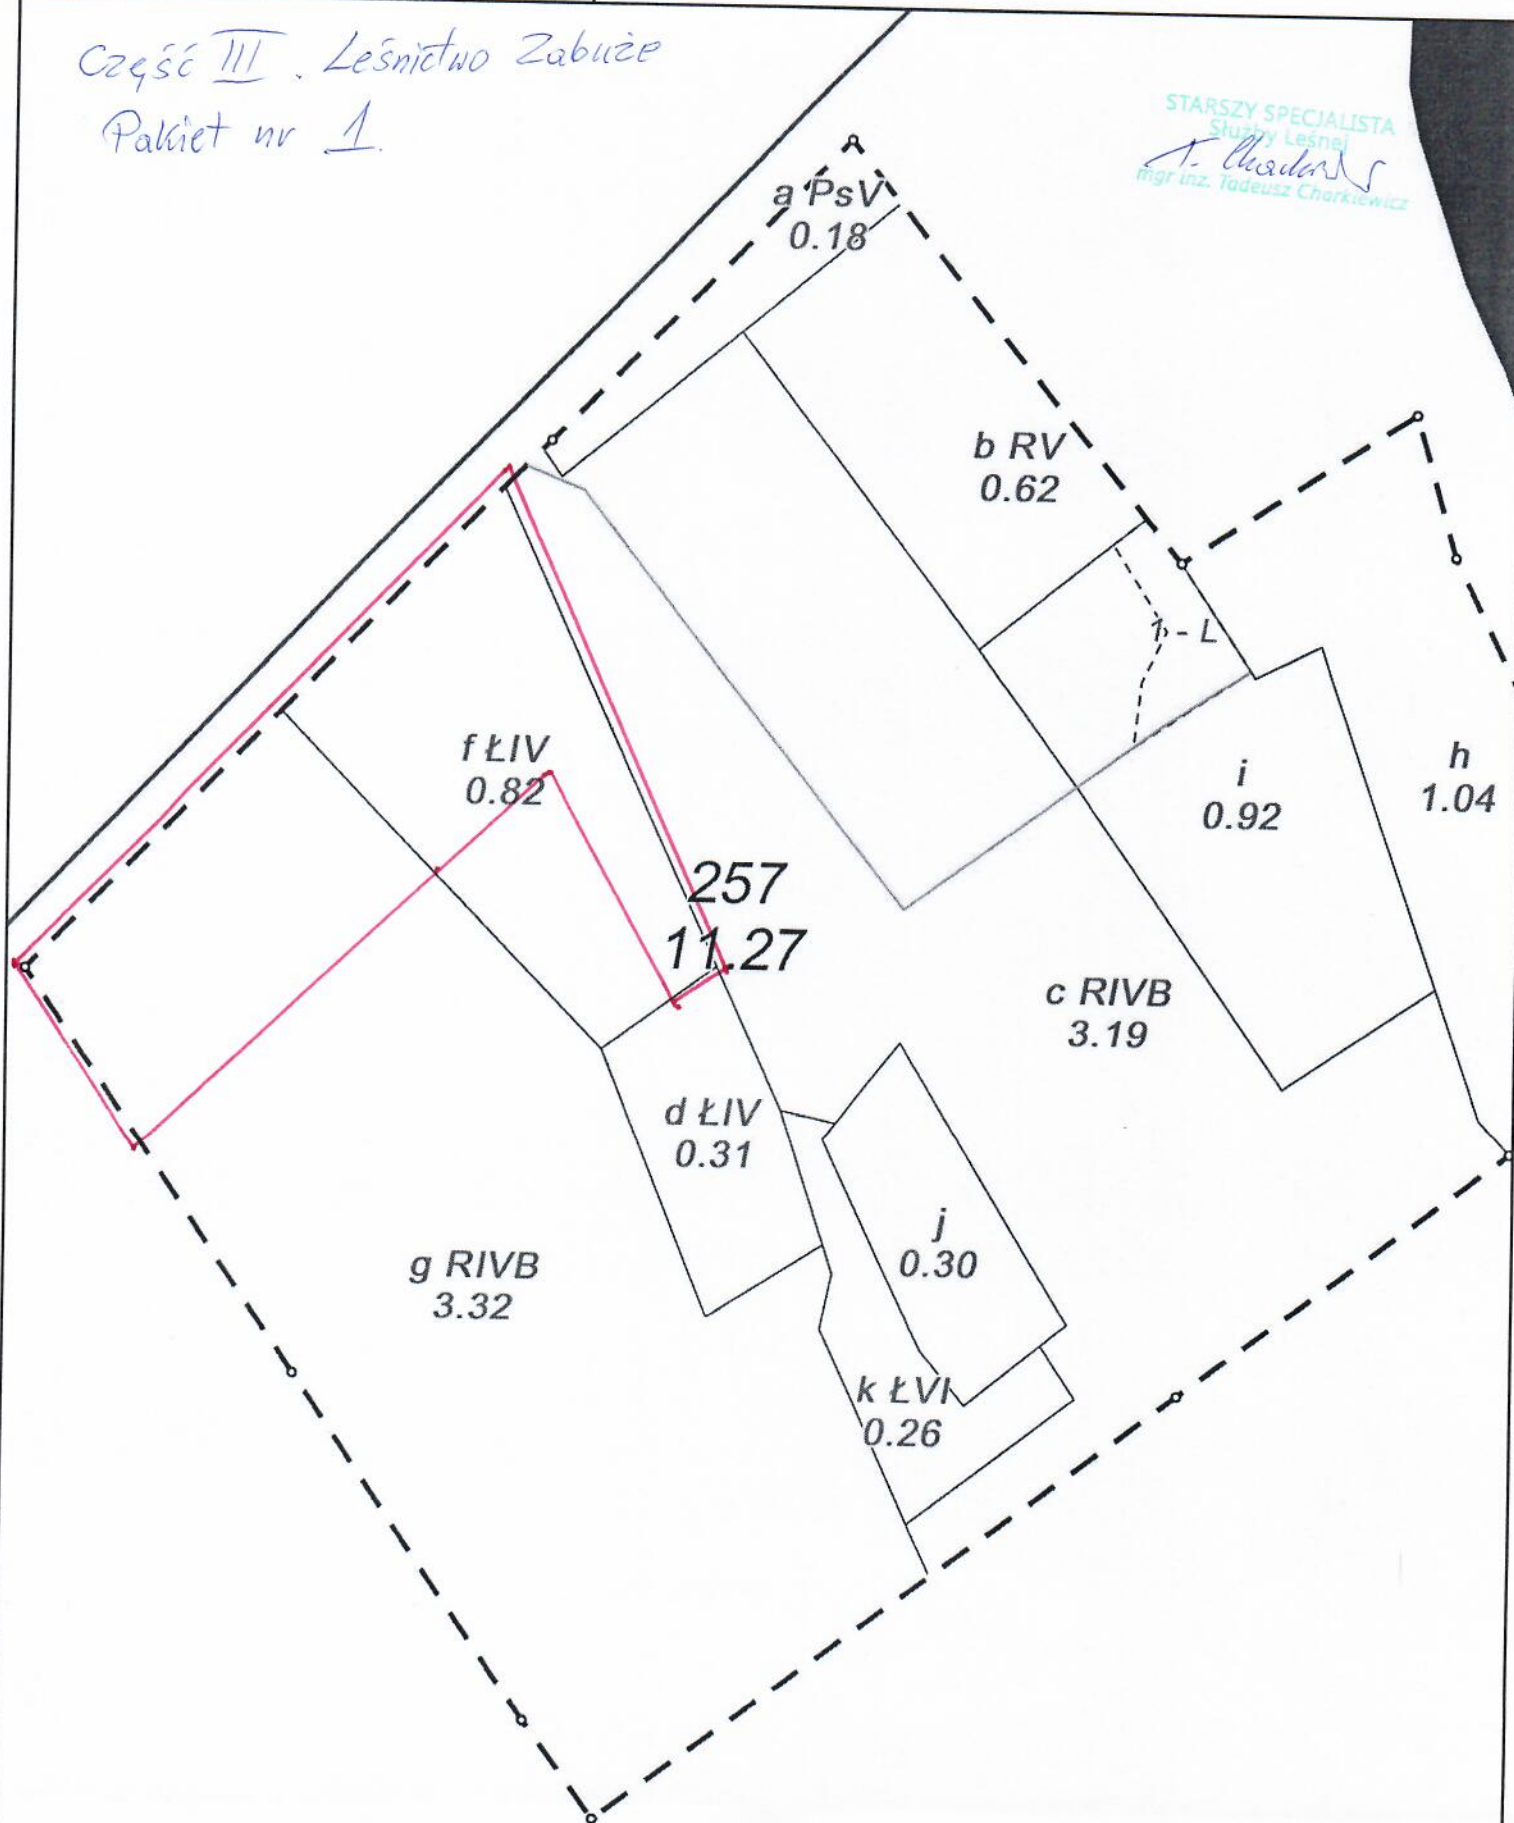 Część III. Leśnictwo Zabuże
Pakiet nr 1.
STARSZY SPECJALISTA
Służby Leśnej
mgr inż. Tadeusz Charkiewicz
a PsV
0.18
b RV
0.62
1 - L
f ŁIV
0.82
i
0.92
h
1.04
257
11.27
c RIVB
3.19
d ŁIV
0.31
j
0.30
g RIVB
3.32
k ŁVI
0.26